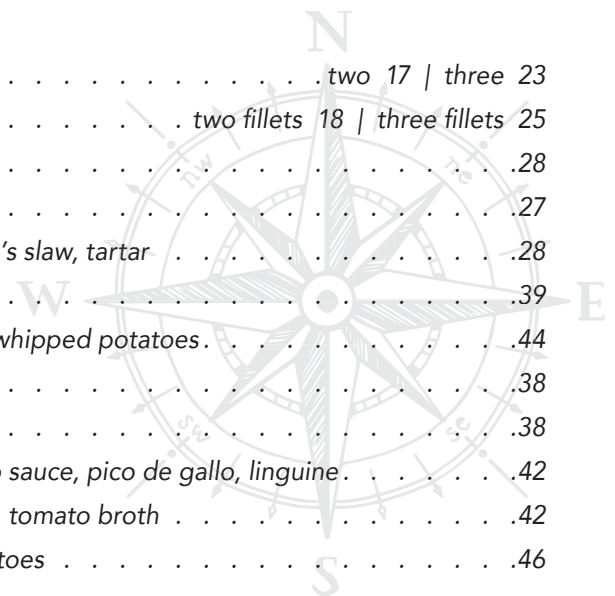 N
. . . . . . . . . . . . two 17 | three 23
. . . . . . . two fillets 18 | three fillets 25
nw ne
. . . . . . . . . . . . . . . . . . .28
. . . . . . . . . . . . . . . . . . .27
's slaw, tartar . . . . . . . . . . . . .28
W E
. . . . . . . . . . . . . . . . . . .39
whipped potatoes. . . . . . . . . . . .44
. . . . . . . . . . . . . . . . . . .38
sw se
. . . . . . . . . . . . . . . . . . .38
o sauce, pico de gallo, linguine. . . . . . .42
tomato broth . . . . . . . . . . . . .42
toes . . . . . . . . . . . . . . . . .46
S